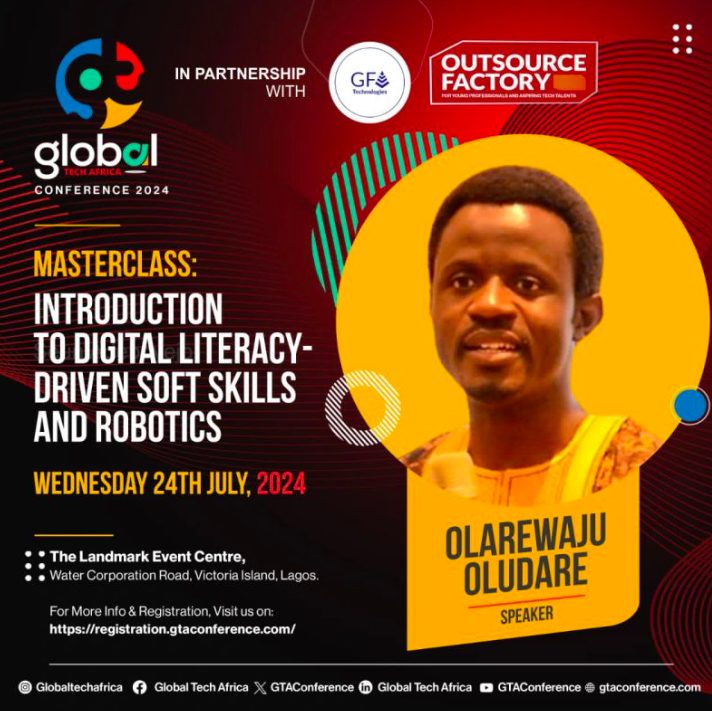 global
TECH AFRICA
CONFERENCE 2024
IN PARTNERSHIP
WITH
GF
Technologies
OUTSOURCE
FACTORY
FOR YOUNG PROFESSIONALS AND ASPIRING TECH TALENTS
MASTERCLASS:
INTRODUCTION
TO DIGITAL LITERACY-
DRIVEN SOFT SKILLS
AND ROBOTICS
WEDNESDAY 24TH JULY, 2024
The Landmark Event Centre,
Water Corporation Road, Victoria Island, Lagos.
For More Info & Registration, Visit us on:
https://registration.gtaconference.com/
OLAREWAJU
OLUDARE
SPEAKER
Globaltechafrica Global Tech Africa GTAConference Global Tech Africa GTAConference gtaconference.com